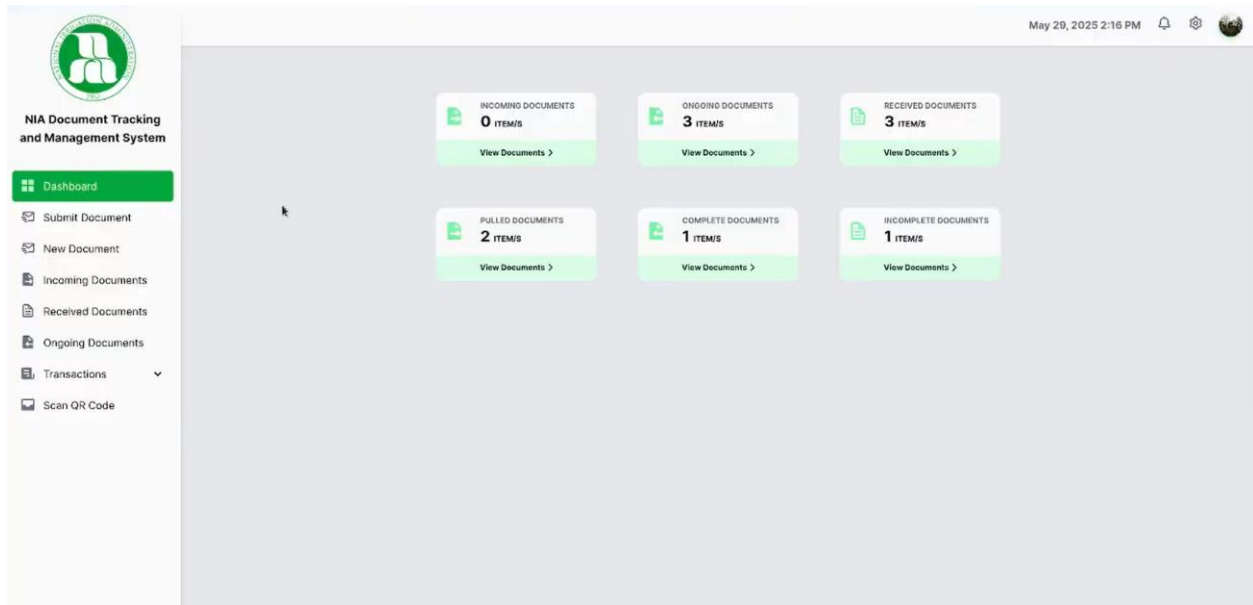 NATIONAL IRRIGATION ADMINISTRATION
NIA Document Tracking
and Management System
Dashboard
Submit Document
New Document
Incoming Documents
Received Documents
Ongoing Documents
Transactions
Scan QR Code
May 29, 2025 2:16 PM
INCOMING DOCUMENTS
0 ITEM/S
View Documents >
ONGOING DOCUMENTS
3 ITEM/S
View Documents >
RECEIVED DOCUMENTS
3 ITEM/S
View Documents >
PULLED DOCUMENTS
2 ITEM/S
View Documents >
COMPLETE DOCUMENTS
1 ITEM/S
View Documents >
INCOMPLETE DOCUMENTS
1 ITEM/S
View Documents >